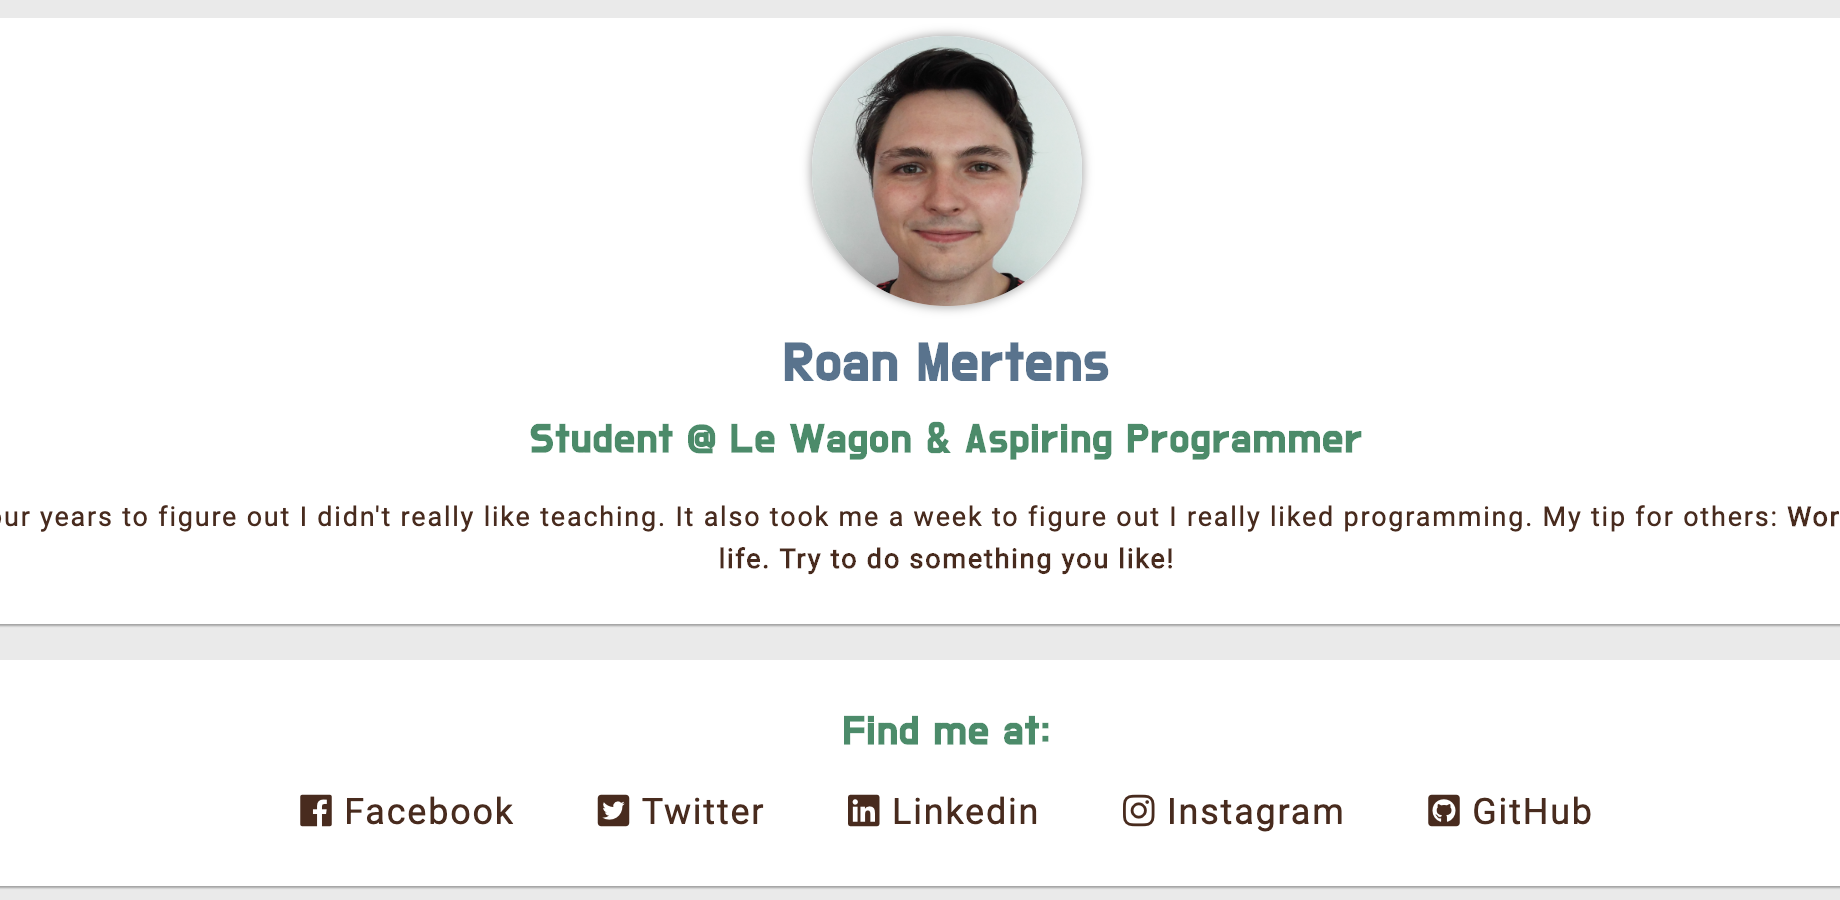 Roan Mertens
Student @ Le Wagon & Aspiring Programmer
years to figure out I didn't really like teaching. It also took me a week to figure out I really liked programming. My tip for others:
life. Try to do something you like!
Find me at:
Facebook Twitter Linkedin Instagram GitHub